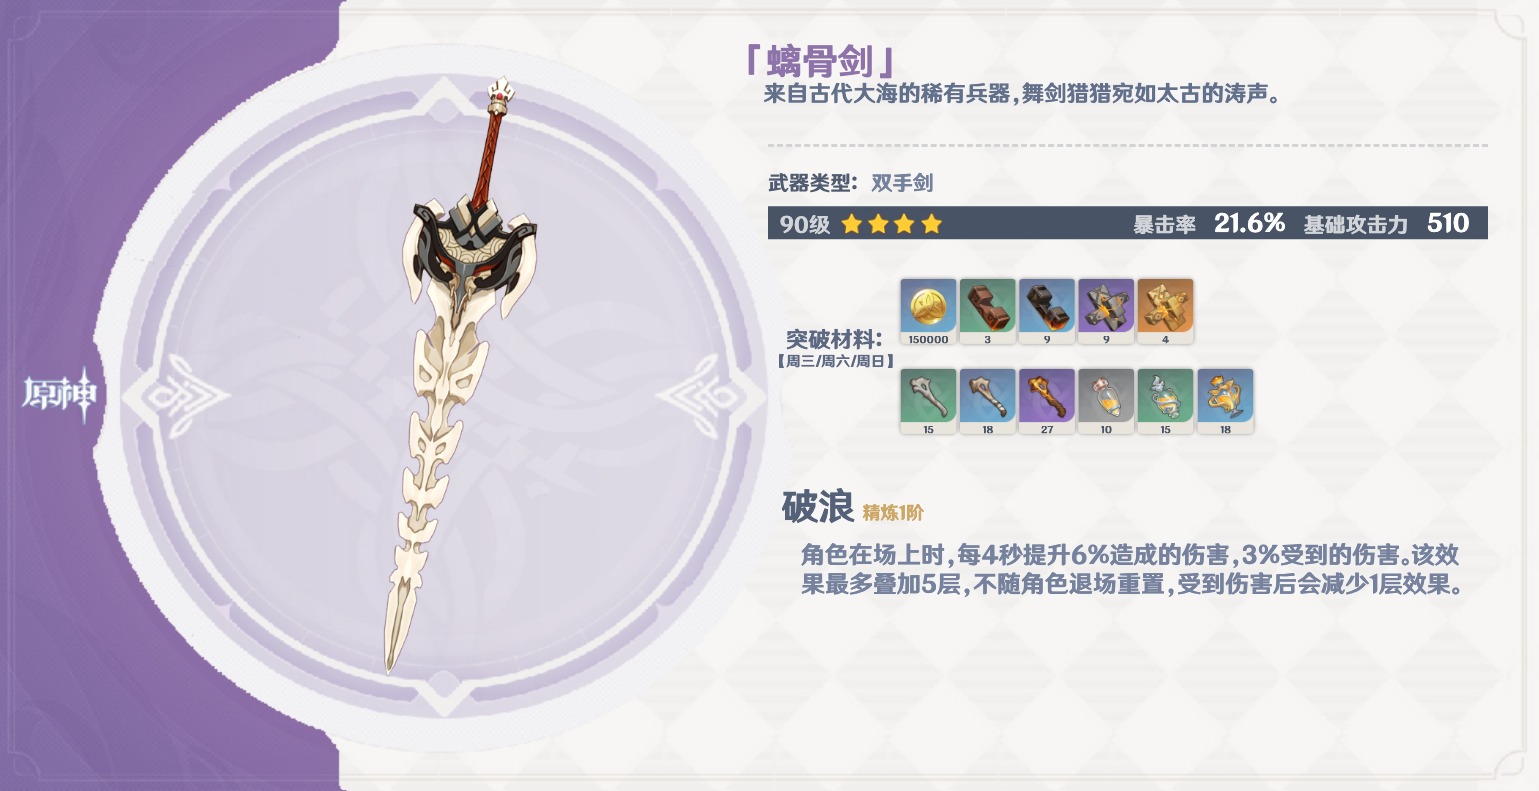 原神
「螭骨剑」
来自古代大海的稀有兵器,舞剑猎猎宛如太古的涛声。
武器类型: 双手剑
90级 暴击率 21.6% 基础攻击力 510
突破材料:
【周三/周六/周日】
150000 3 9 9 4
15 18 27 10 15 18
破浪 精炼1阶
角色在场上时,每4秒提升6%造成的伤害,3%受到的伤害。该效
果最多叠加5层,不随角色退场重置,受到伤害后会减少1层效果。